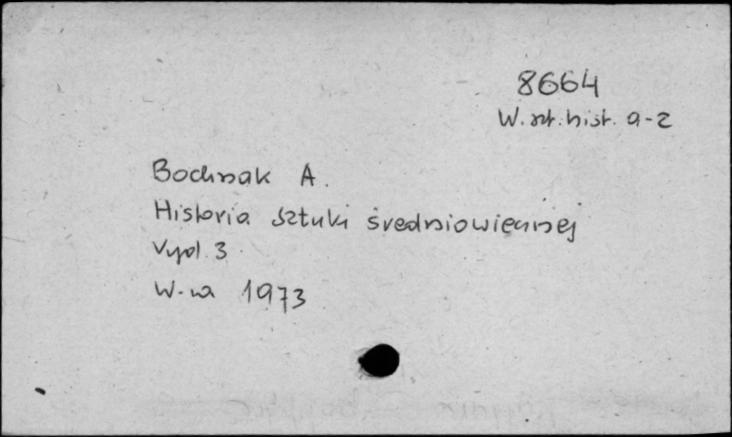 8664
W. szt. hist. a-z
Bochnak A.
Historia sztuki średniowiecznej
Wyd. 3
W-wa 1973